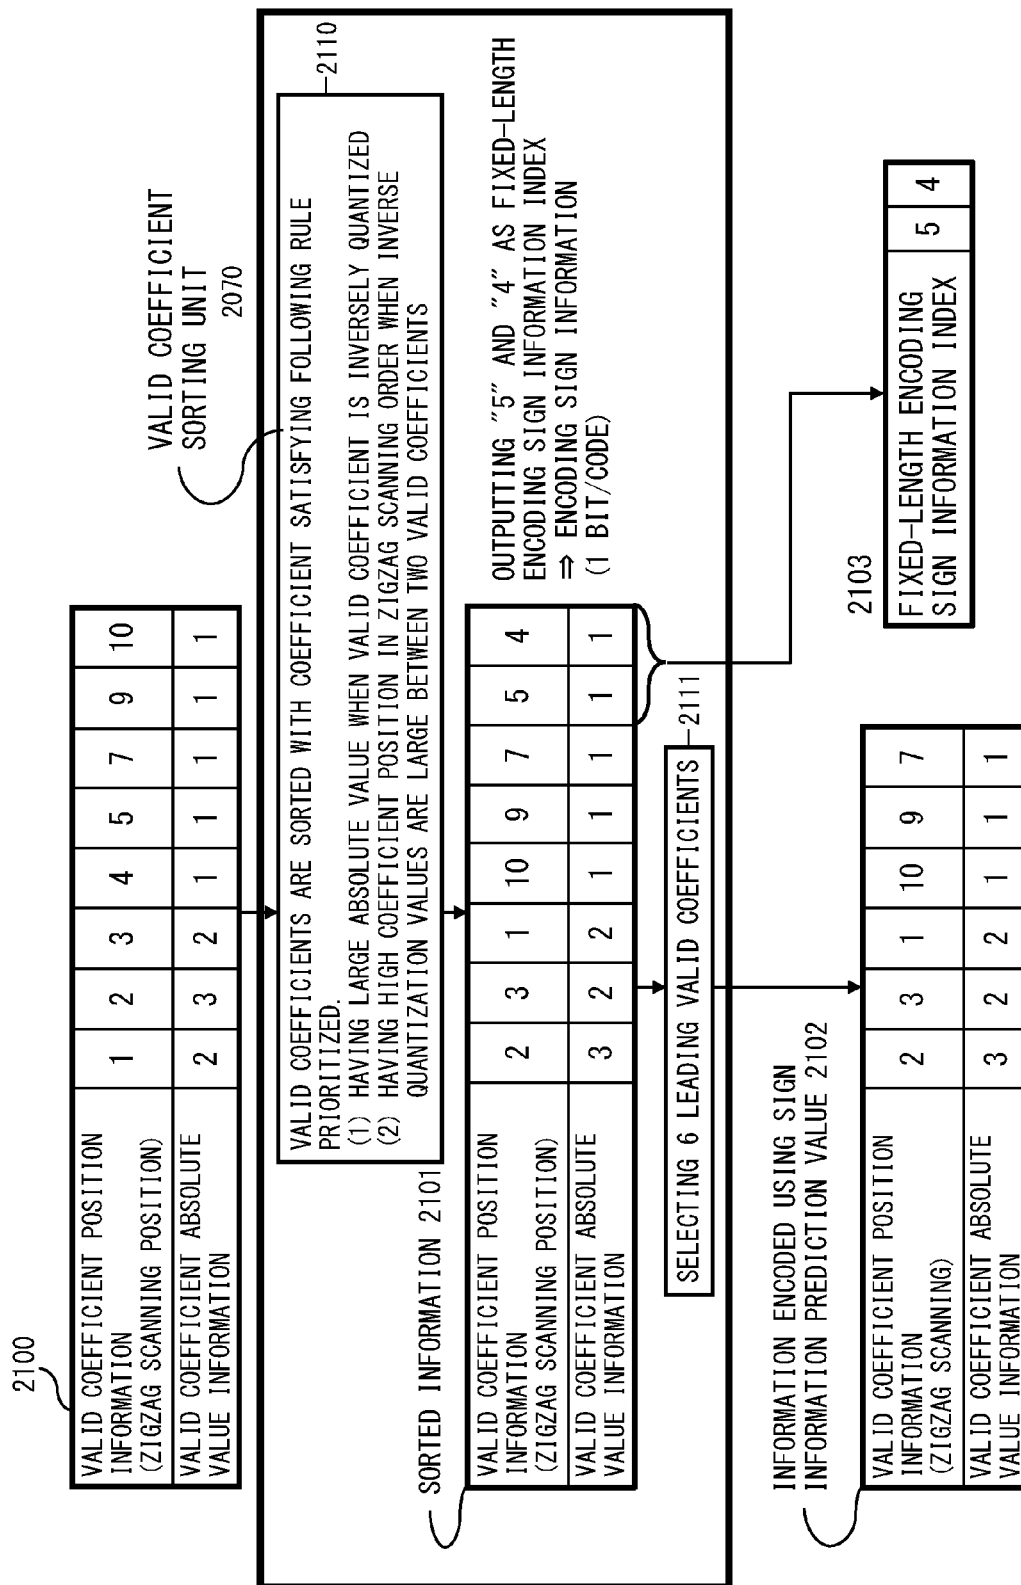 2100
VALID COEFFICIENT POSITION
INFORMATION
(ZIGZAG SCANNING POSITION)
1 2 3 4 5 7 9 10
VALID COEFFICIENT ABSOLUTE
VALUE INFORMATION
2 3 2 1 1 1 1 1
VALID COEFFICIENT
SORTING UNIT
2070
VALID COEFFICIENTS ARE SORTED WITH COEFFICIENT SATISFYING FOLLOWING RULE
PRIORITIZED.
(1) HAVING LARGE ABSOLUTE VALUE WHEN VALID COEFFICIENT IS INVERSELY QUANTIZED
(2) HAVING HIGH COEFFICIENT POSITION IN ZIGZAG SCANNING ORDER WHEN INVERSE
QUANTIZATION VALUES ARE LARGE BETWEEN TWO VALID COEFFICIENTS
2110
SORTED INFORMATION 2101
VALID COEFFICIENT POSITION
INFORMATION
(ZIGZAG SCANNING POSITION)
2 3 1 10 9 7 5 4
VALID COEFFICIENT ABSOLUTE
VALUE INFORMATION
3 2 2 1 1 1 1 1
OUTPUTTING "5" AND "4" AS FIXED-LENGTH
ENCODING SIGN INFORMATION INDEX
⇒ ENCODING SIGN INFORMATION
(1 BIT/CODE)
SELECTING 6 LEADING VALID COEFFICIENTS
2111
INFORMATION ENCODED USING SIGN
INFORMATION PREDICTION VALUE 2102
VALID COEFFICIENT POSITION
INFORMATION
(ZIGZAG SCANNING)
2 3 1 10 9 7
VALID COEFFICIENT ABSOLUTE
VALUE INFORMATION
3 2 2 1 1 1
2103
FIXED-LENGTH ENCODING
SIGN INFORMATION INDEX
5 4